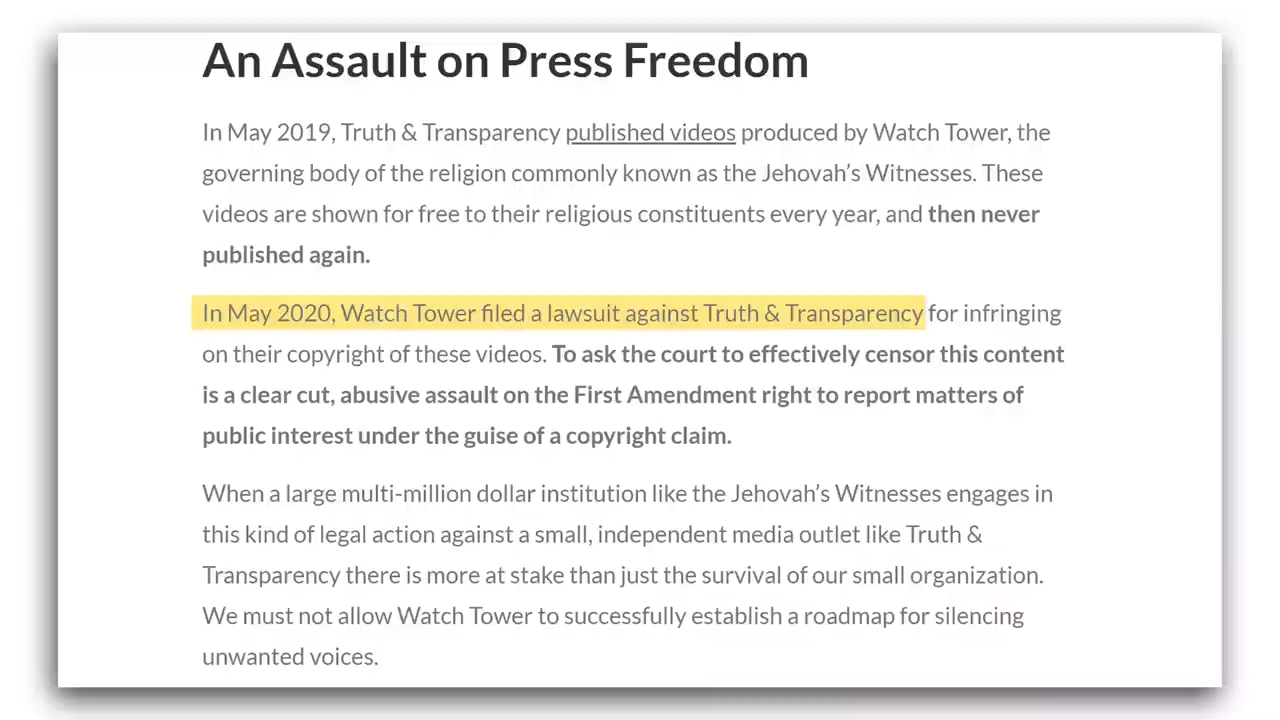 An Assault on Press Freedom
In May 2019, Truth & Transparency published videos produced by Watch Tower, the
governing body of the religion commonly known as the Jehovah’s Witnesses. These
videos are shown for free to their religious constituents every year, and then never
published again.
In May 2020, Watch Tower filed a lawsuit against Truth & Transparency for infringing
on their copyright of these videos. To ask the court to effectively censor this content
is a clear cut, abusive assault on the First Amendment right to report matters of
public interest under the guise of a copyright claim.
When a large multi-million dollar institution like the Jehovah’s Witnesses engages in
this kind of legal action against a small, independent media outlet like Truth &
Transparency there is more at stake than just the survival of our small organization.
We must not allow Watch Tower to successfully establish a roadmap for silencing
unwanted voices.